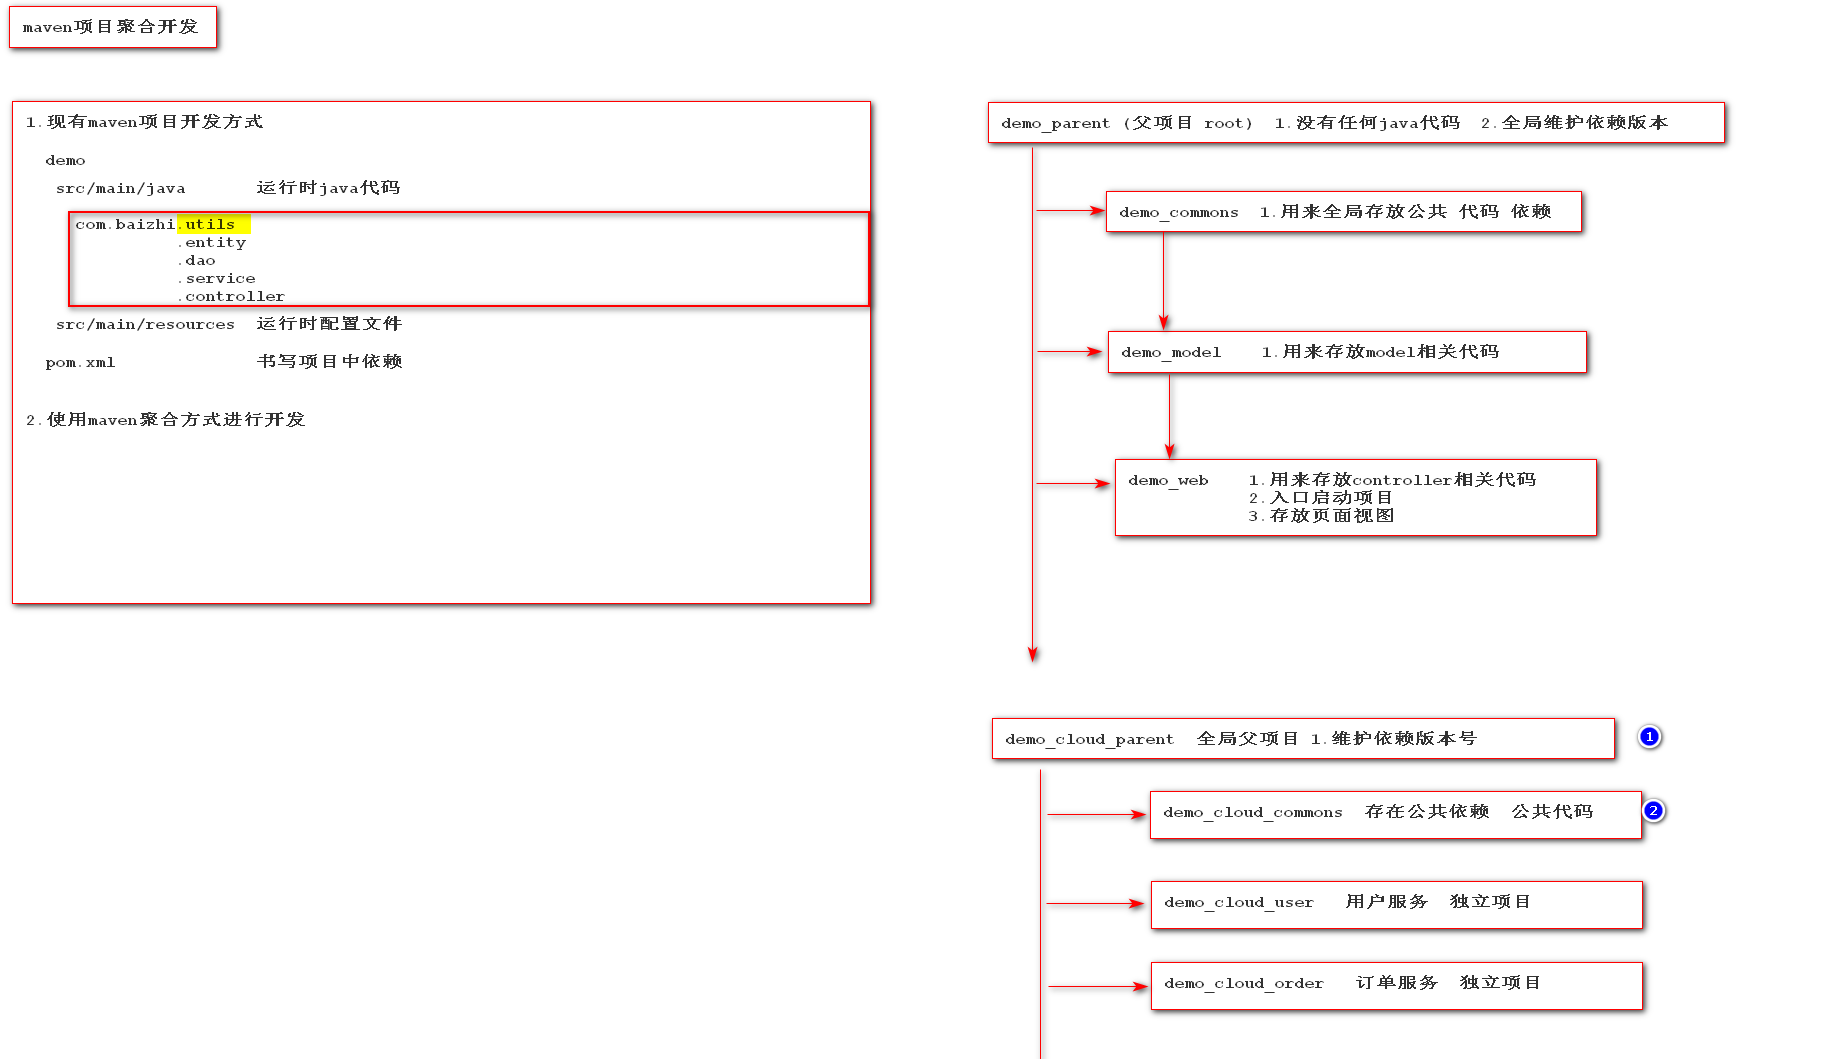 maven项目聚合开发
1.现有maven项目开发方式
demo
src/main/java 运行时java代码
com.baizhi.utils
.entity
.dao
.service
.controller
src/main/resources 运行时配置文件
pom.xml 书写项目中依赖
2.使用maven聚合方式进行开发
demo_parent (父项目 root) 1.没有任何java代码 2.全局维护依赖版本
demo_commons 1.用来全局存放公共 代码 依赖
demo_model 1.用来存放model相关代码
demo_web 1.用来存放controller相关代码
2.入口启动项目
3.存放页面视图
demo_cloud_parent 全局父项目 1.维护依赖版本号 1
demo_cloud_commons 存在公共依赖 公共代码 2
demo_cloud_user 用户服务 独立项目
demo_cloud_order 订单服务 独立项目